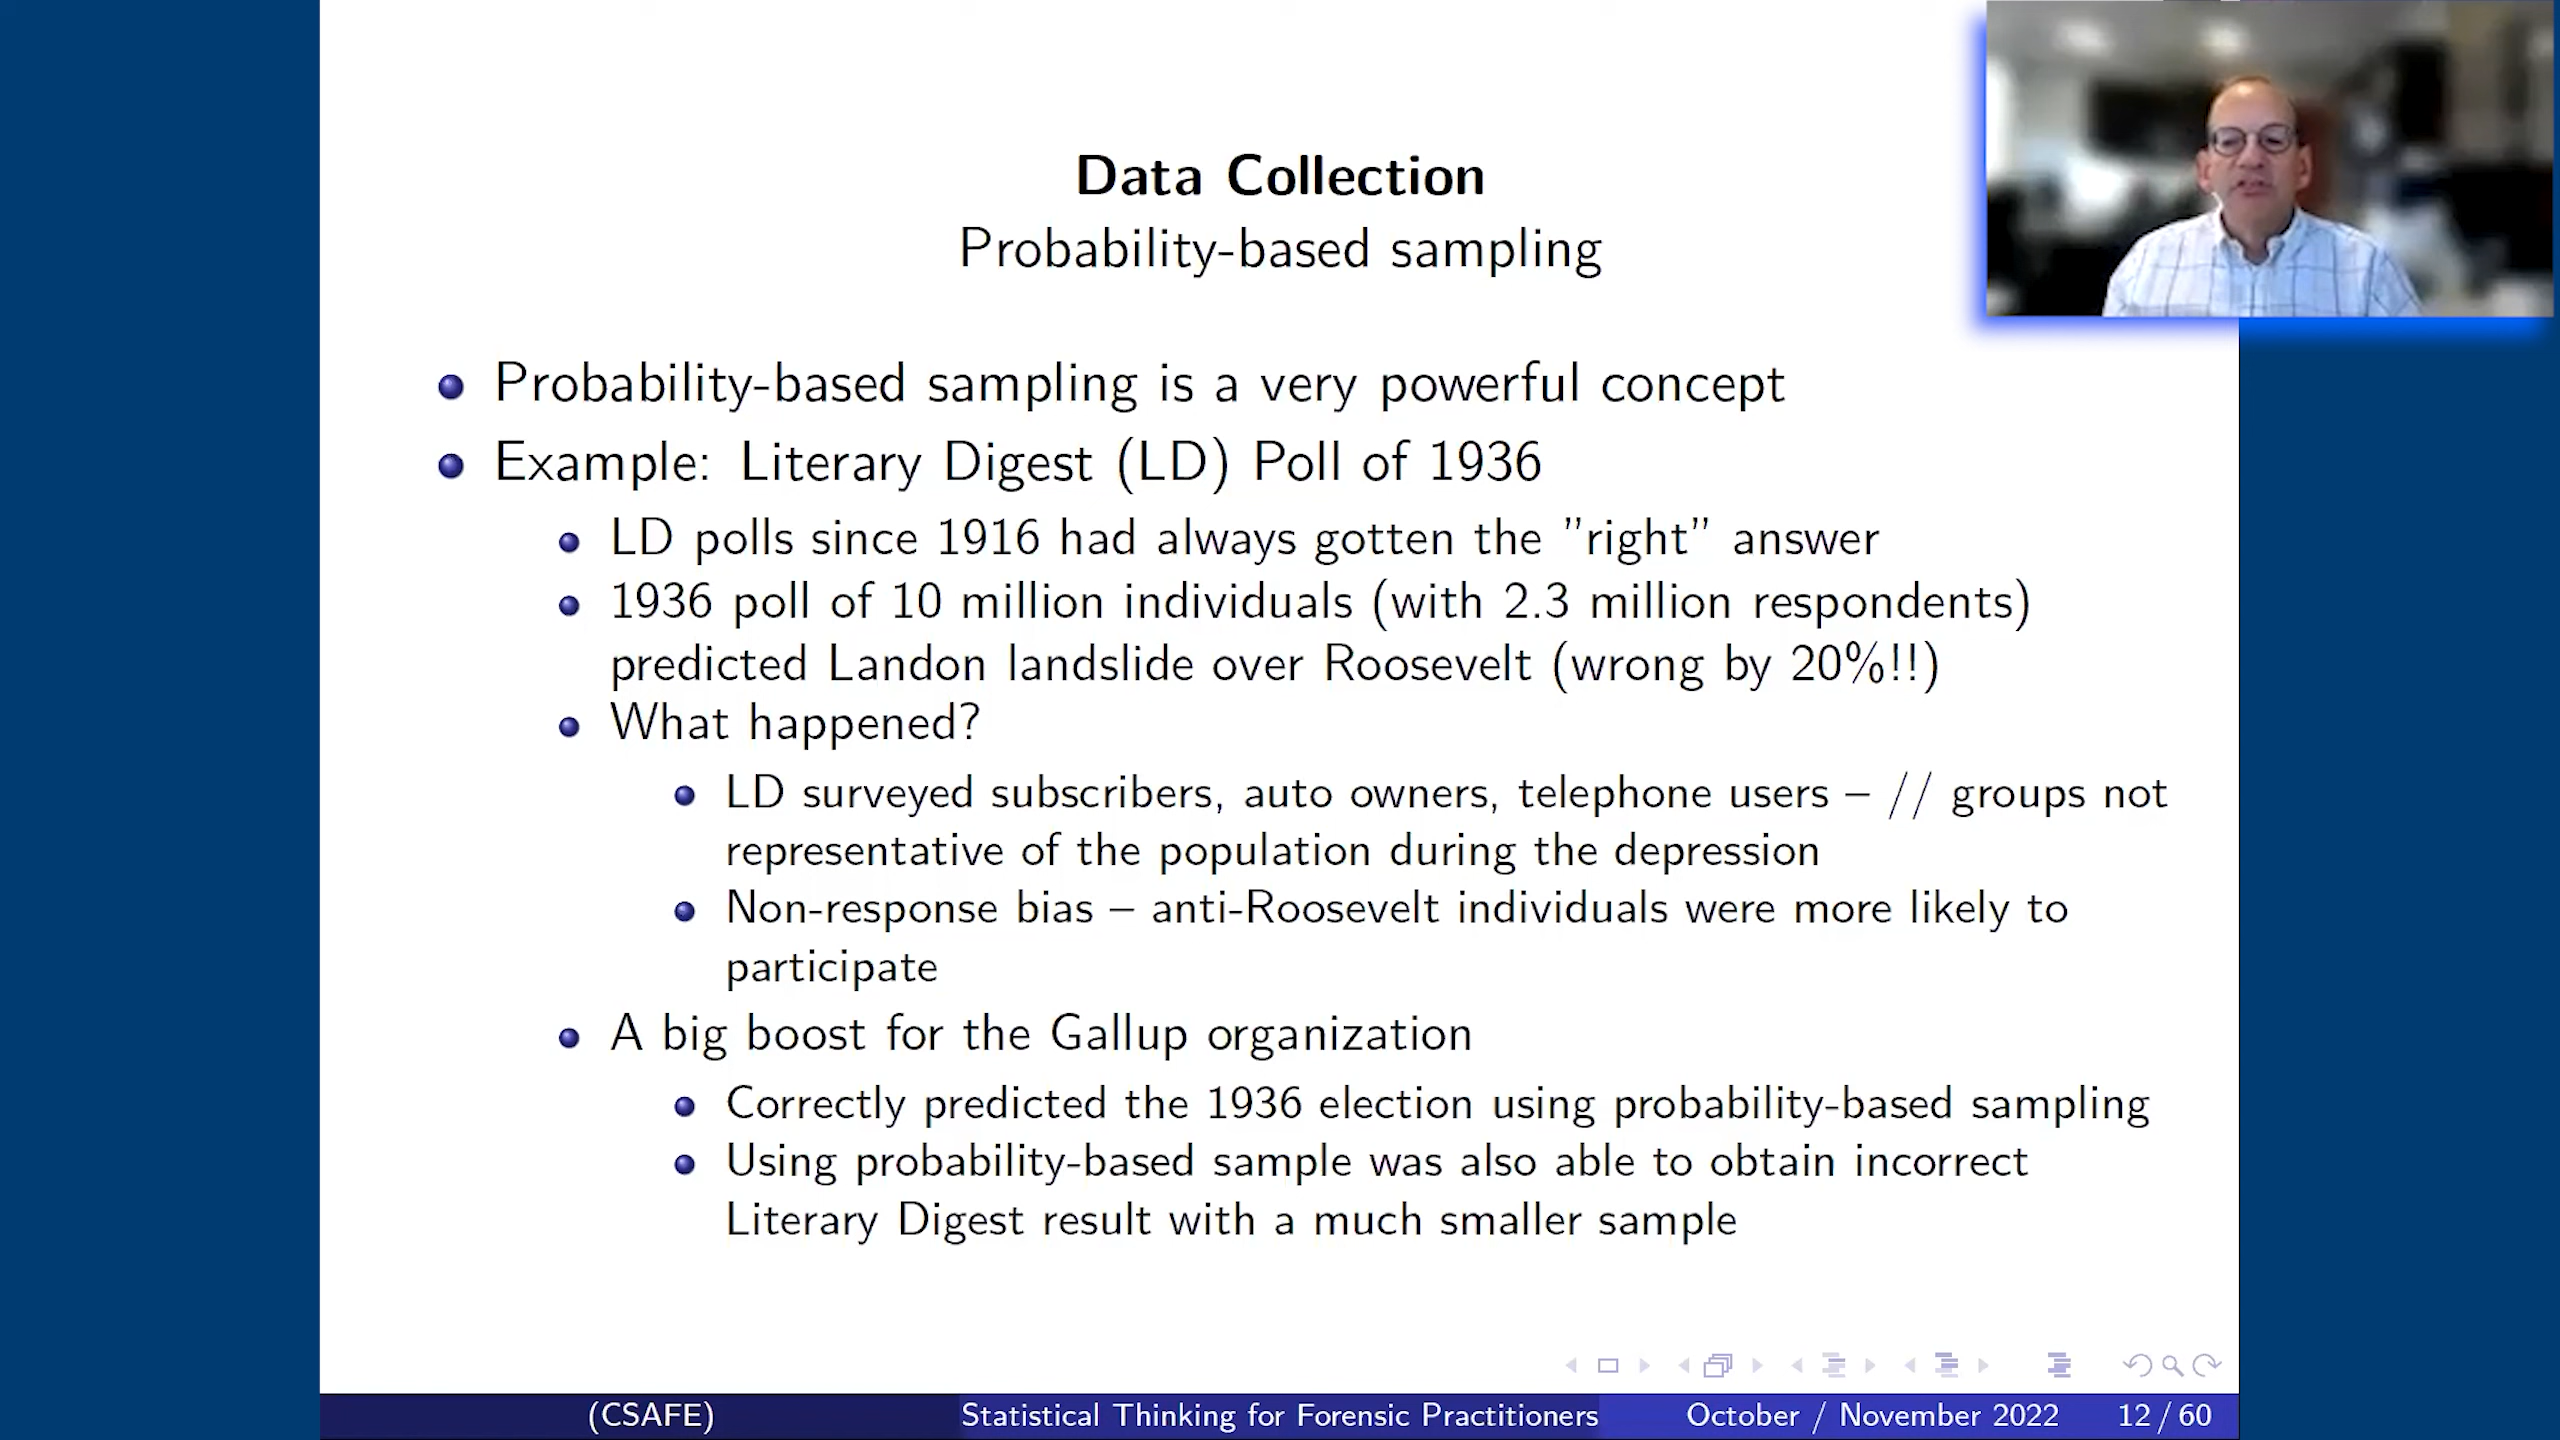 Data Collection
Probability-based sampling
Probability-based sampling is a very powerful concept
Example: Literary Digest (LD) Poll of 1936
LD polls since 1916 had always gotten the ”right” answer
1936 poll of 10 million individuals (with 2.3 million respondents)
predicted Landon landslide over Roosevelt (wrong by 20%!!)
What happened?
LD surveyed subscribers, auto owners, telephone users – // groups not
representative of the population during the depression
Non-response bias – anti-Roosevelt individuals were more likely to
participate
A big boost for the Gallup organization
Correctly predicted the 1936 election using probability-based sampling
Using probability-based sample was also able to obtain incorrect
Literary Digest result with a much smaller sample
(CSAFE) Statistical Thinking for Forensic Practitioners October / November 2022 12 / 60